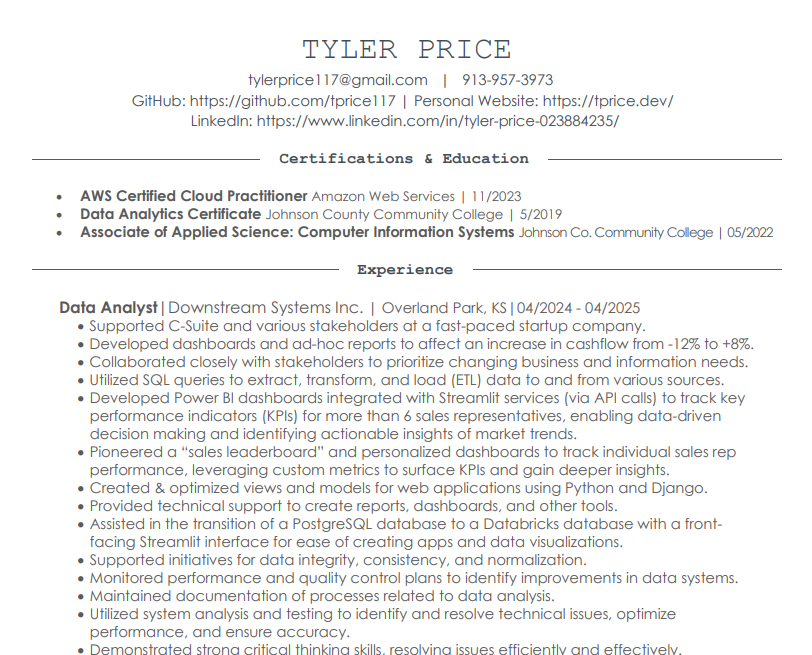 TYLER PRICE
tylerprice117@gmail.com | 913-957-3973
GitHub: https://github.com/tprice117 | Personal Website: https://tprice.dev/
LinkedIn: https://www.linkedin.com/in/tyler-price-023884235/
Certifications & Education
• AWS Certified Cloud Practitioner Amazon Web Services | 11/2023
• Data Analytics Certificate Johnson County Community College | 5/2019
• Associate of Applied Science: Computer Information Systems Johnson Co. Community College | 05/2022
Experience
Data Analyst|Downstream Systems Inc. | Overland Park, KS|04/2024 - 04/2025
• Supported C-Suite and various stakeholders at a fast-paced startup company.
• Developed dashboards and ad-hoc reports to affect an increase in cashflow from -12% to +8%.
• Collaborated closely with stakeholders to prioritize changing business and information needs.
• Utilized SQL queries to extract, transform, and load (ETL) data to and from various sources.
• Developed Power BI dashboards integrated with Streamlit services (via API calls) to track key
performance indicators (KPIs) for more than 6 sales representatives, enabling data-driven
decision making and identifying actionable insights of market trends.
• Pioneered a “sales leaderboard” and personalized dashboards to track individual sales rep
performance, leveraging custom metrics to surface KPIs and gain deeper insights.
• Created & optimized views and models for web applications using Python and Django.
• Provided technical support to create reports, dashboards, and other tools.
• Assisted in the transition of a PostgreSQL database to a Databricks database with a front-
facing Streamlit interface for ease of creating apps and data visualizations.
• Supported initiatives for data integrity, consistency, and normalization.
• Monitored performance and quality control plans to identify improvements in data systems.
• Maintained documentation of processes related to data analysis.
• Utilized system analysis and testing to identify and resolve technical issues, optimize
performance, and ensure accuracy.
• Demonstrated strong critical thinking skills, resolving issues efficiently and effectively.